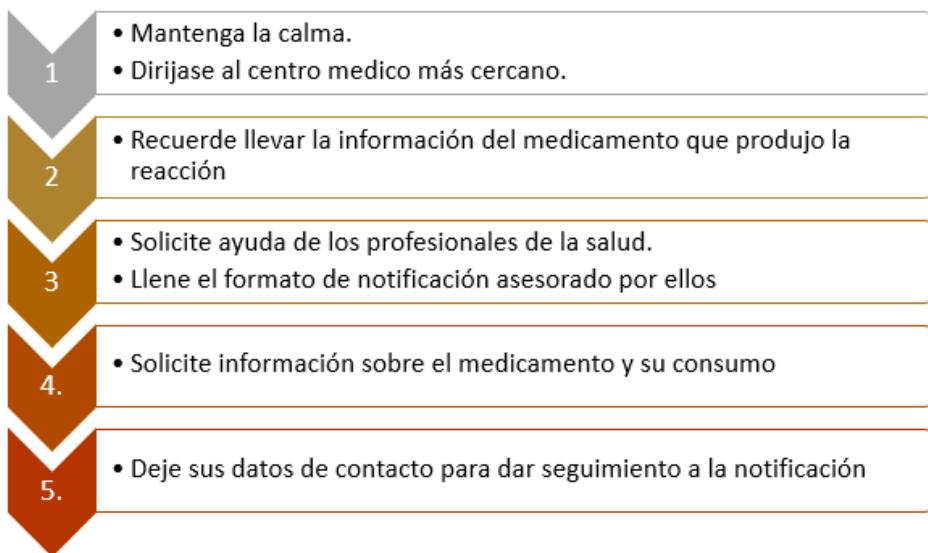 1
• Mantenga la calma.
• Dirijase al centro medico más cercano.
2
• Recuerde llevar la información del medicamento que produjo la
reacción
3
• Solicite ayuda de los profesionales de la salud.
• Llene el formato de notificación asesorado por ellos
4.
• Solicite información sobre el medicamento y su consumo
5.
• Deje sus datos de contacto para dar seguimiento a la notificación